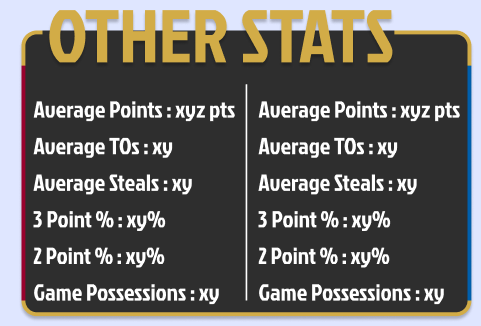 OTHER STATS
Average Points : xyz pts
Average TOs : xy
Average Steals : xy
3 Point % : xy%
2 Point % : xy%
Game Possessions : xy
Average Points : xyz pts
Average TOs : xy
Average Steals : xy
3 Point % : xy%
2 Point % : xy%
Game Possessions : xy